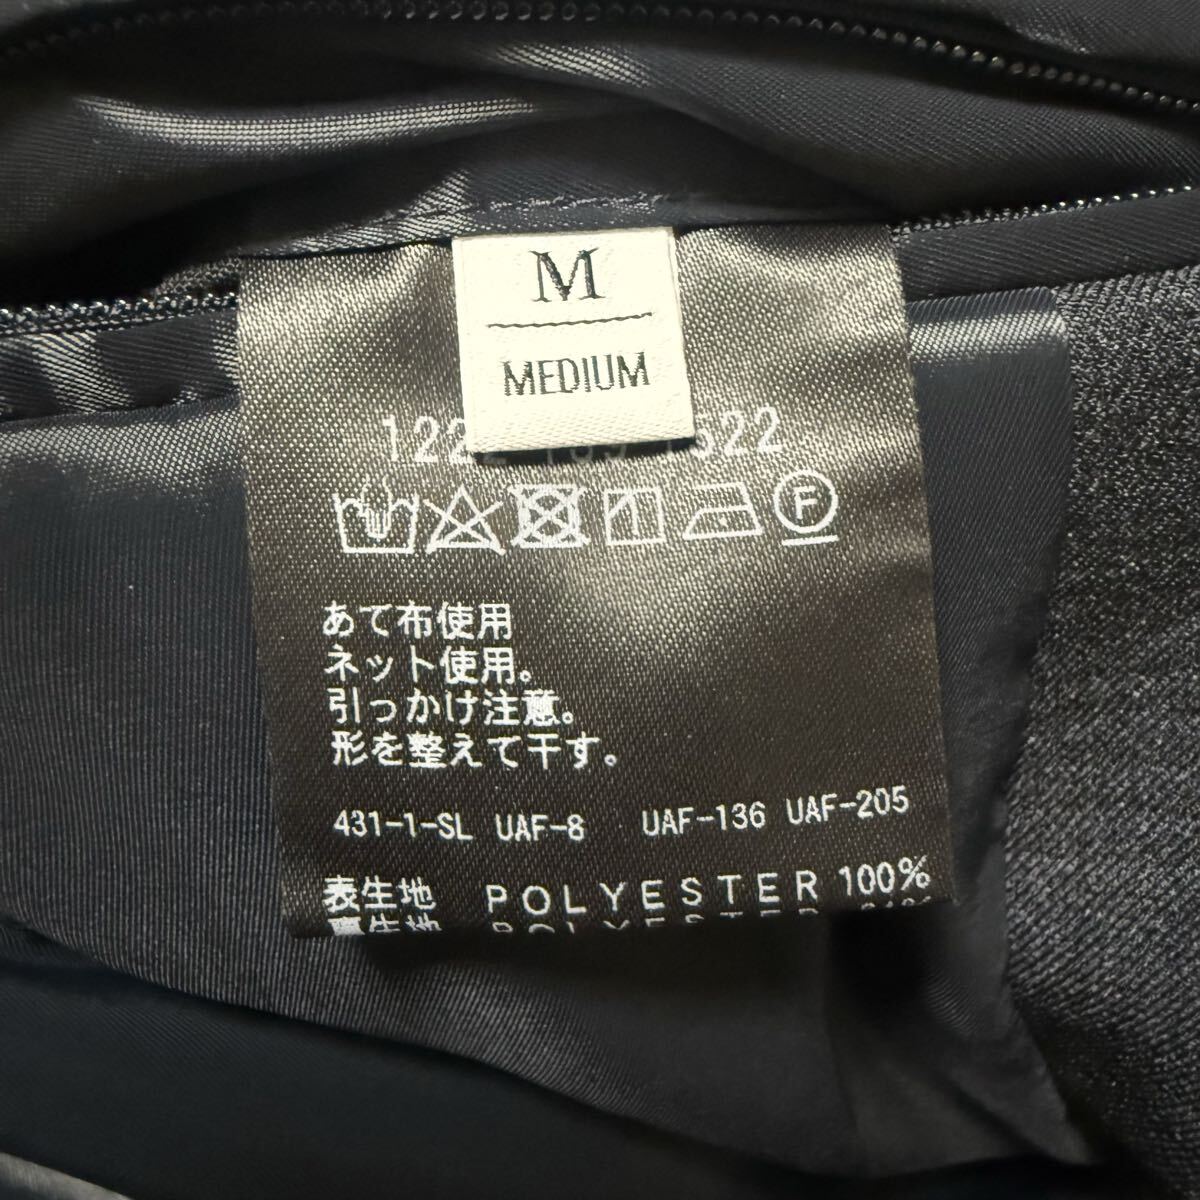 M
MEDIUM
あて布使用
ネット使用。
引っかけ注意。
形を整えて干す。
431-1-SL UAF-8 UAF-136 UAF-205
表生地 POLYESTER 100%